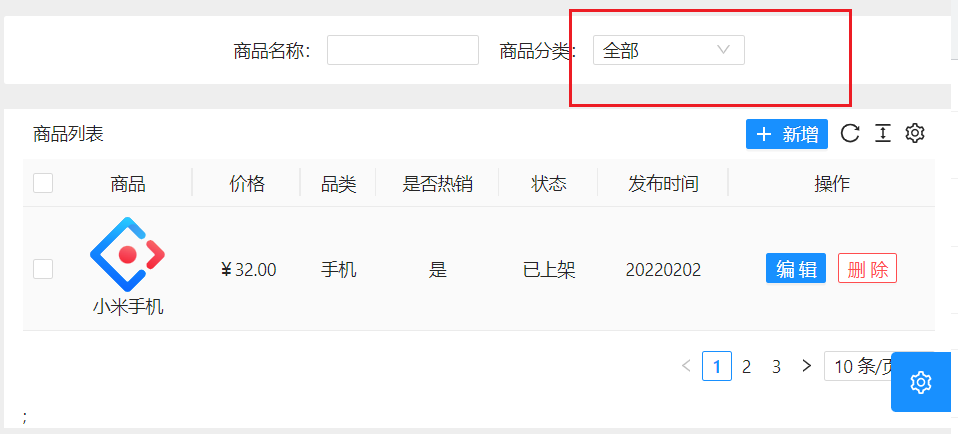 商品名称: 商品分类: 全部
商品列表 + 新增
商品 价格 品类 是否热销 状态 发布时间 操作
¥32.00 手机 是 已上架 20220202 编辑 删除
小米手机
< 1 2 3 > 10 条/页
;